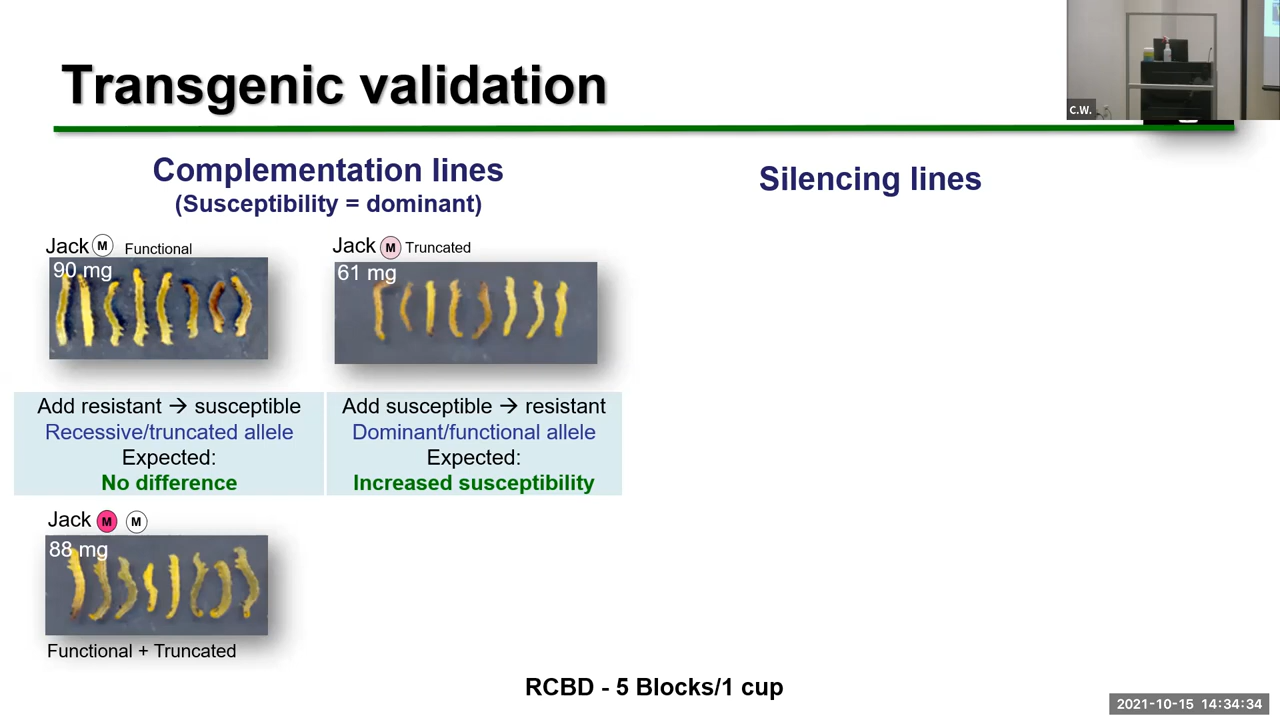 Transgenic validation
C.W.
Complementation lines
(Susceptibility = dominant)
Silencing lines
Jack M Functional
90 mg
Jack M Truncated
61 mg
Add resistant → susceptible
Recessive/truncated allele
Expected:
No difference
Add susceptible → resistant
Dominant/functional allele
Expected:
Increased susceptibility
Jack M M
88 mg
Functional + Truncated
RCBD - 5 Blocks/1 cup
2021-10-15 14:34:34